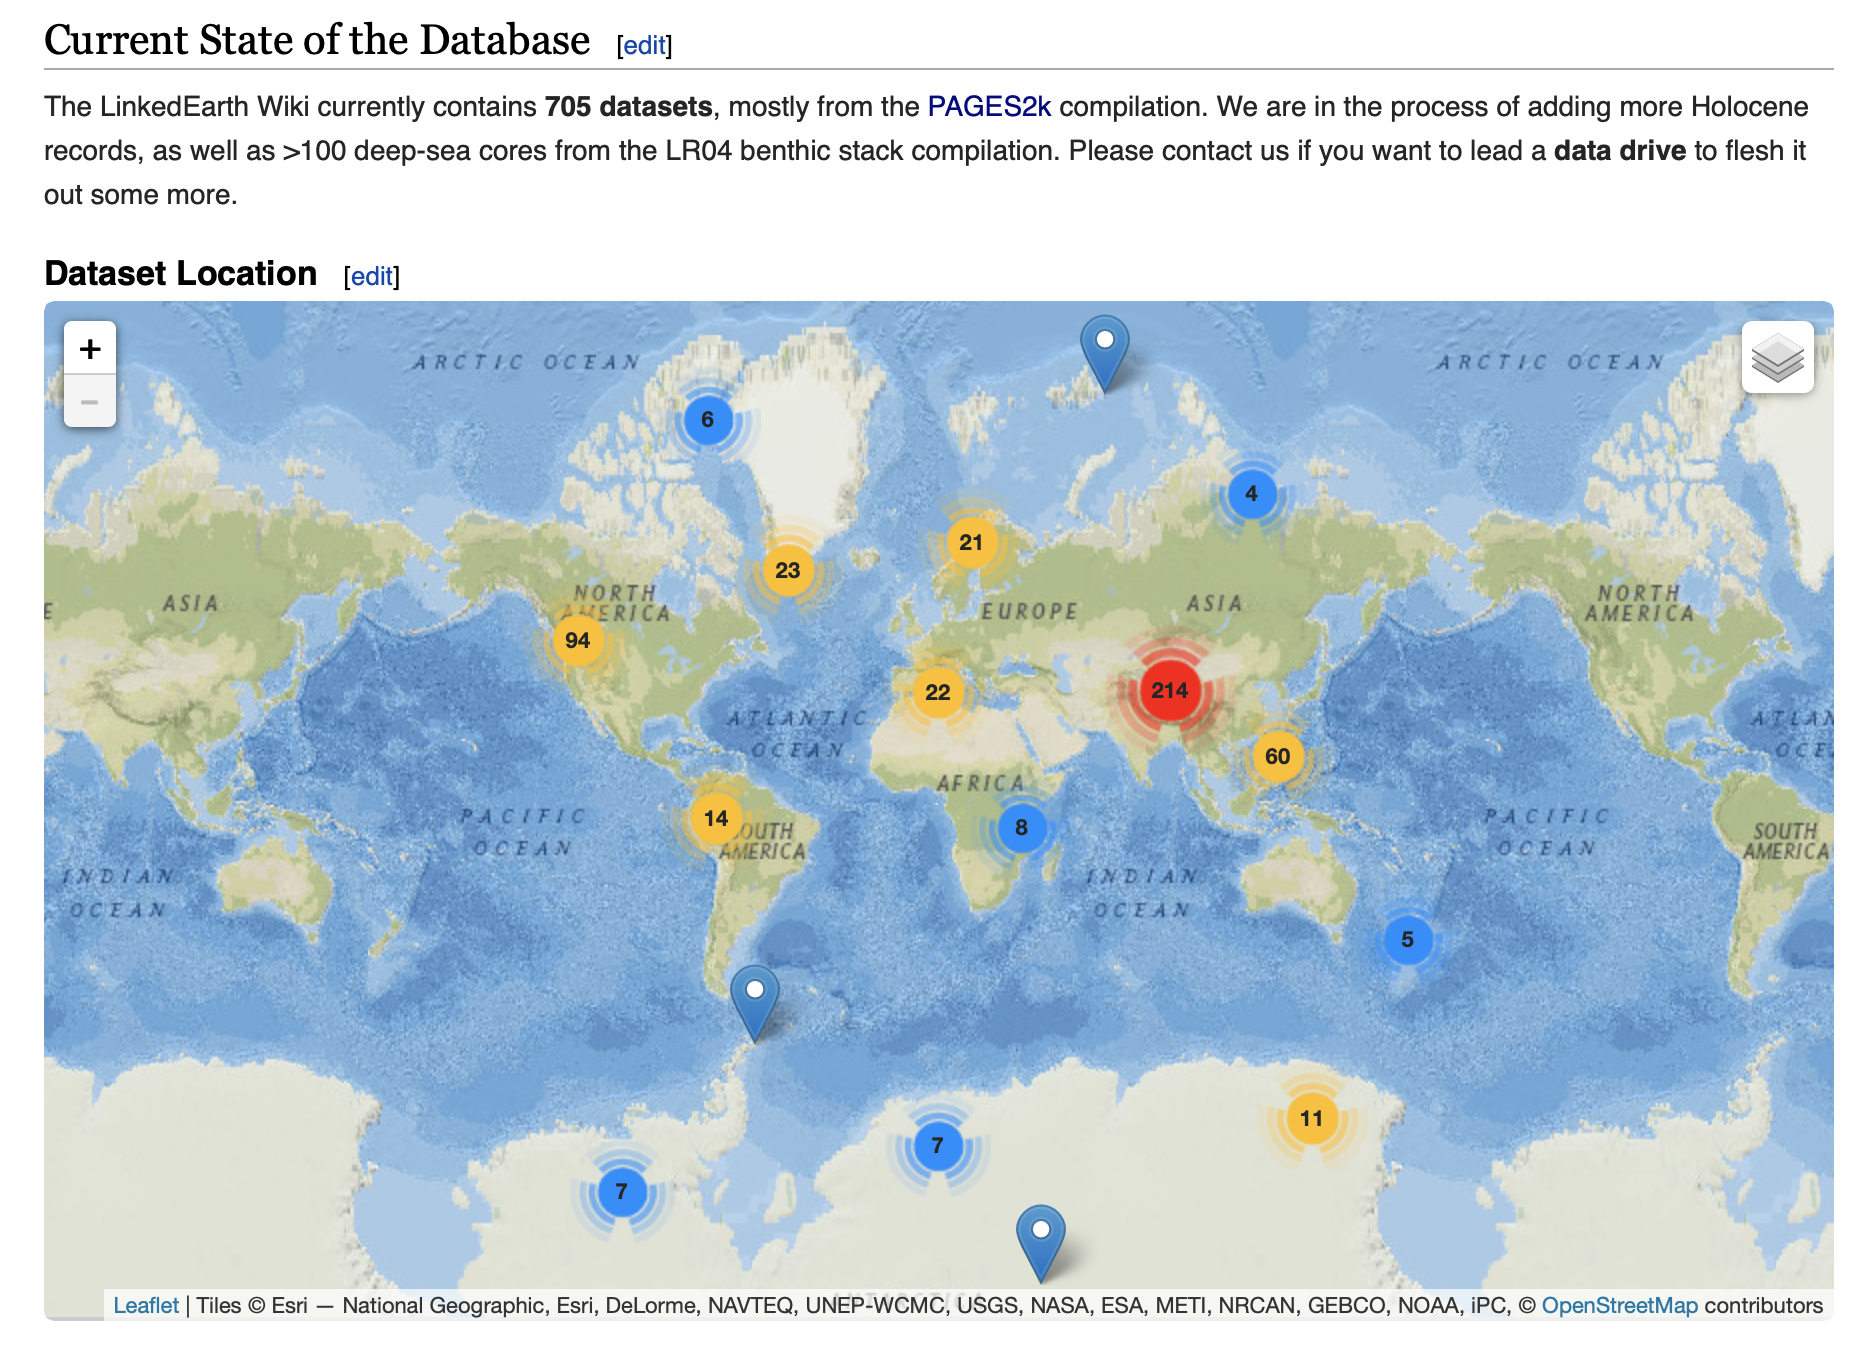 Current State of the Database [edit]
The LinkedEarth Wiki currently contains 705 datasets, mostly from the PAGES2k compilation. We are in the process of adding more Holocene
records, as well as >100 deep-sea cores from the LR04 benthic stack compilation. Please contact us if you want to lead a data drive to flesh it
out some more.
Dataset Location [edit]
+
−
ARCTIC OCEAN
ARCTIC OCEAN
6
4
21
23
NORTH
AMERICA
ASIA
EUROPE
ASIA
NORTH
AMERICA
94
22
214
ATLANTIC
OCEAN
60
AFRICA
14
SOUTH
AMERICA
8
PACIFIC
OCEAN
PACIFIC
OCEAN
SOUTH
AMERICA
INDIAN
OCEAN
INDIAN
OCEAN
5
11
7
7
Leaflet | Tiles © Esri — National Geographic, Esri, DeLorme, NAVTEQ, UNEP-WCMC, USGS, NASA, ESA, METI, NRCAN, GEBCO, NOAA, iPC, © OpenStreetMap contributors